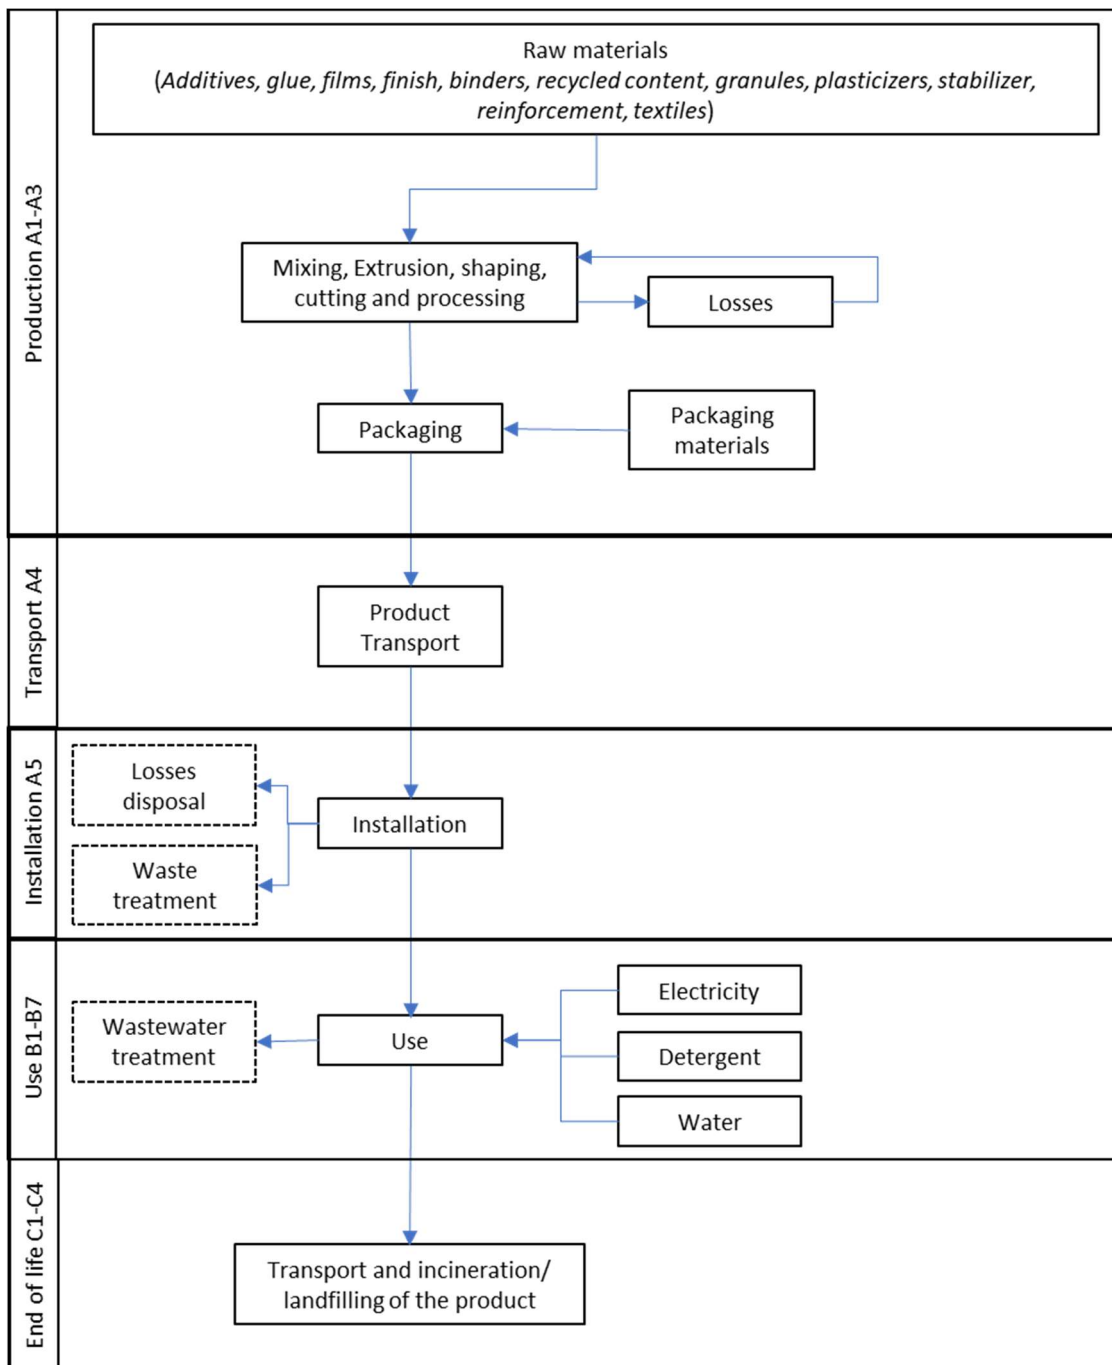 Production A1-A3
Raw materials
(Additives, glue, films, finish, binders, recycled content, granules, plasticizers, stabilizer,
reinforcement, textiles)
Mixing, Extrusion, shaping,
cutting and processing
Losses
Packaging
Packaging
materials
Transport A4
Product
Transport
Installation A5
Losses
disposal
Installation
Waste
treatment
Use B1-B7
Wastewater
treatment
Use
Electricity
Detergent
Water
End of life C1-C4
Transport and incineration/
landfilling of the product